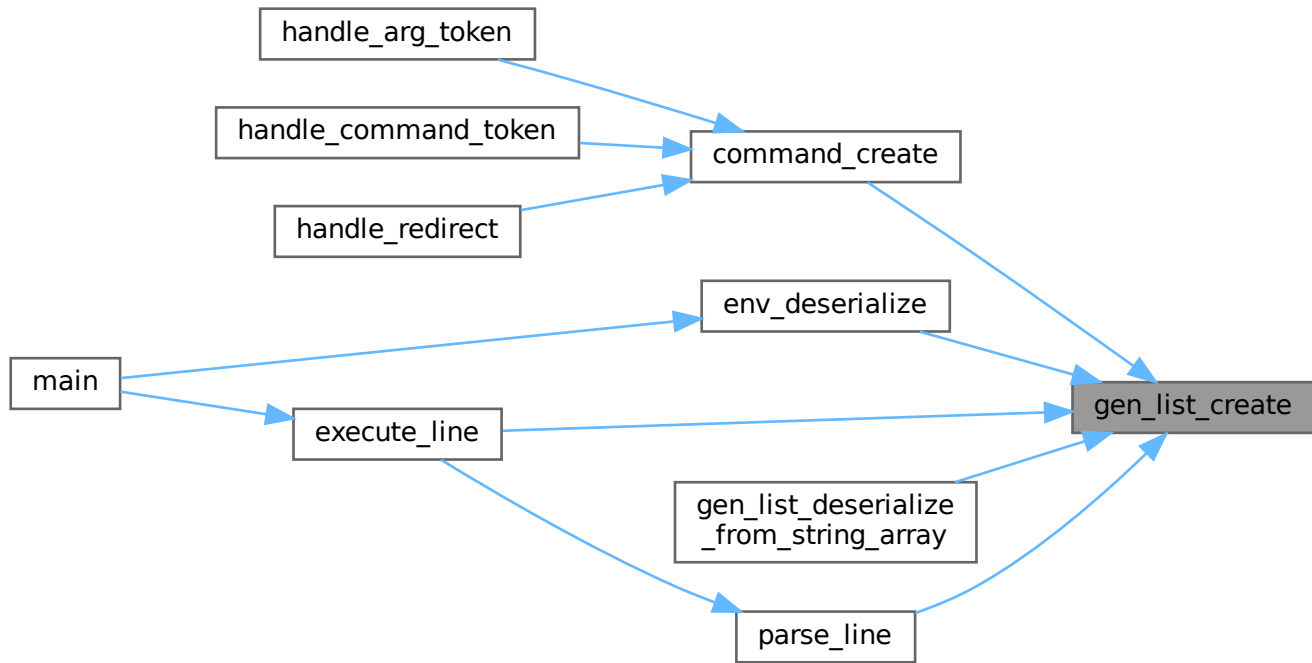 handle_arg_token
handle_command_token
command_create
handle_redirect
env_deserialize
main
gen_list_create
execute_line
gen_list_deserialize
_from_string_array
parse_line